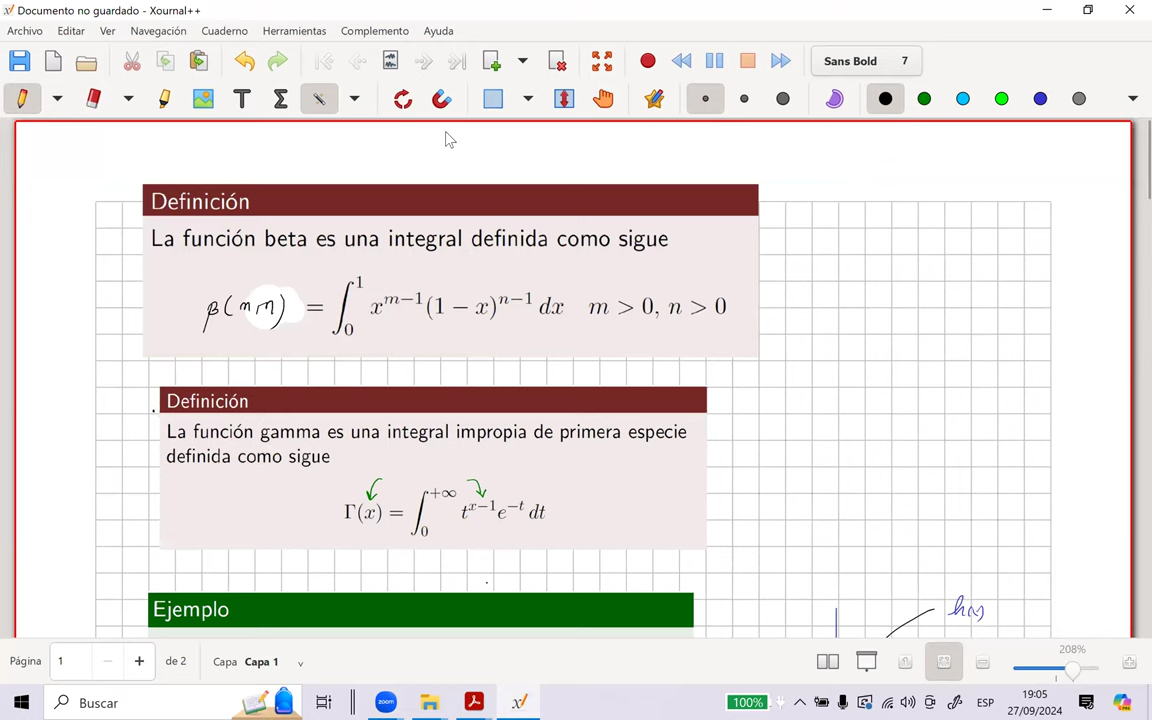 Documento no guardado - Xournal++
Archivo Editar Ver Navegación Cuaderno Herramientas Complemento Ayuda
Sans Bold 7
Definición
La función beta es una integral definida como sigue
β(m,n) = ∫₀¹ x^{m−1}(1 − x)^{n−1} dx m > 0, n > 0
Definición
La función gamma es una integral impropia de primera especie
definida como sigue
Γ(x) = ∫₀^{+∞} t^{x−1}e^{−t} dt
Ejemplo
h(x)
Página 1 de 2 Capa Capa 1 208%
Buscar zoom 100% ESP 19:05
27/09/2024